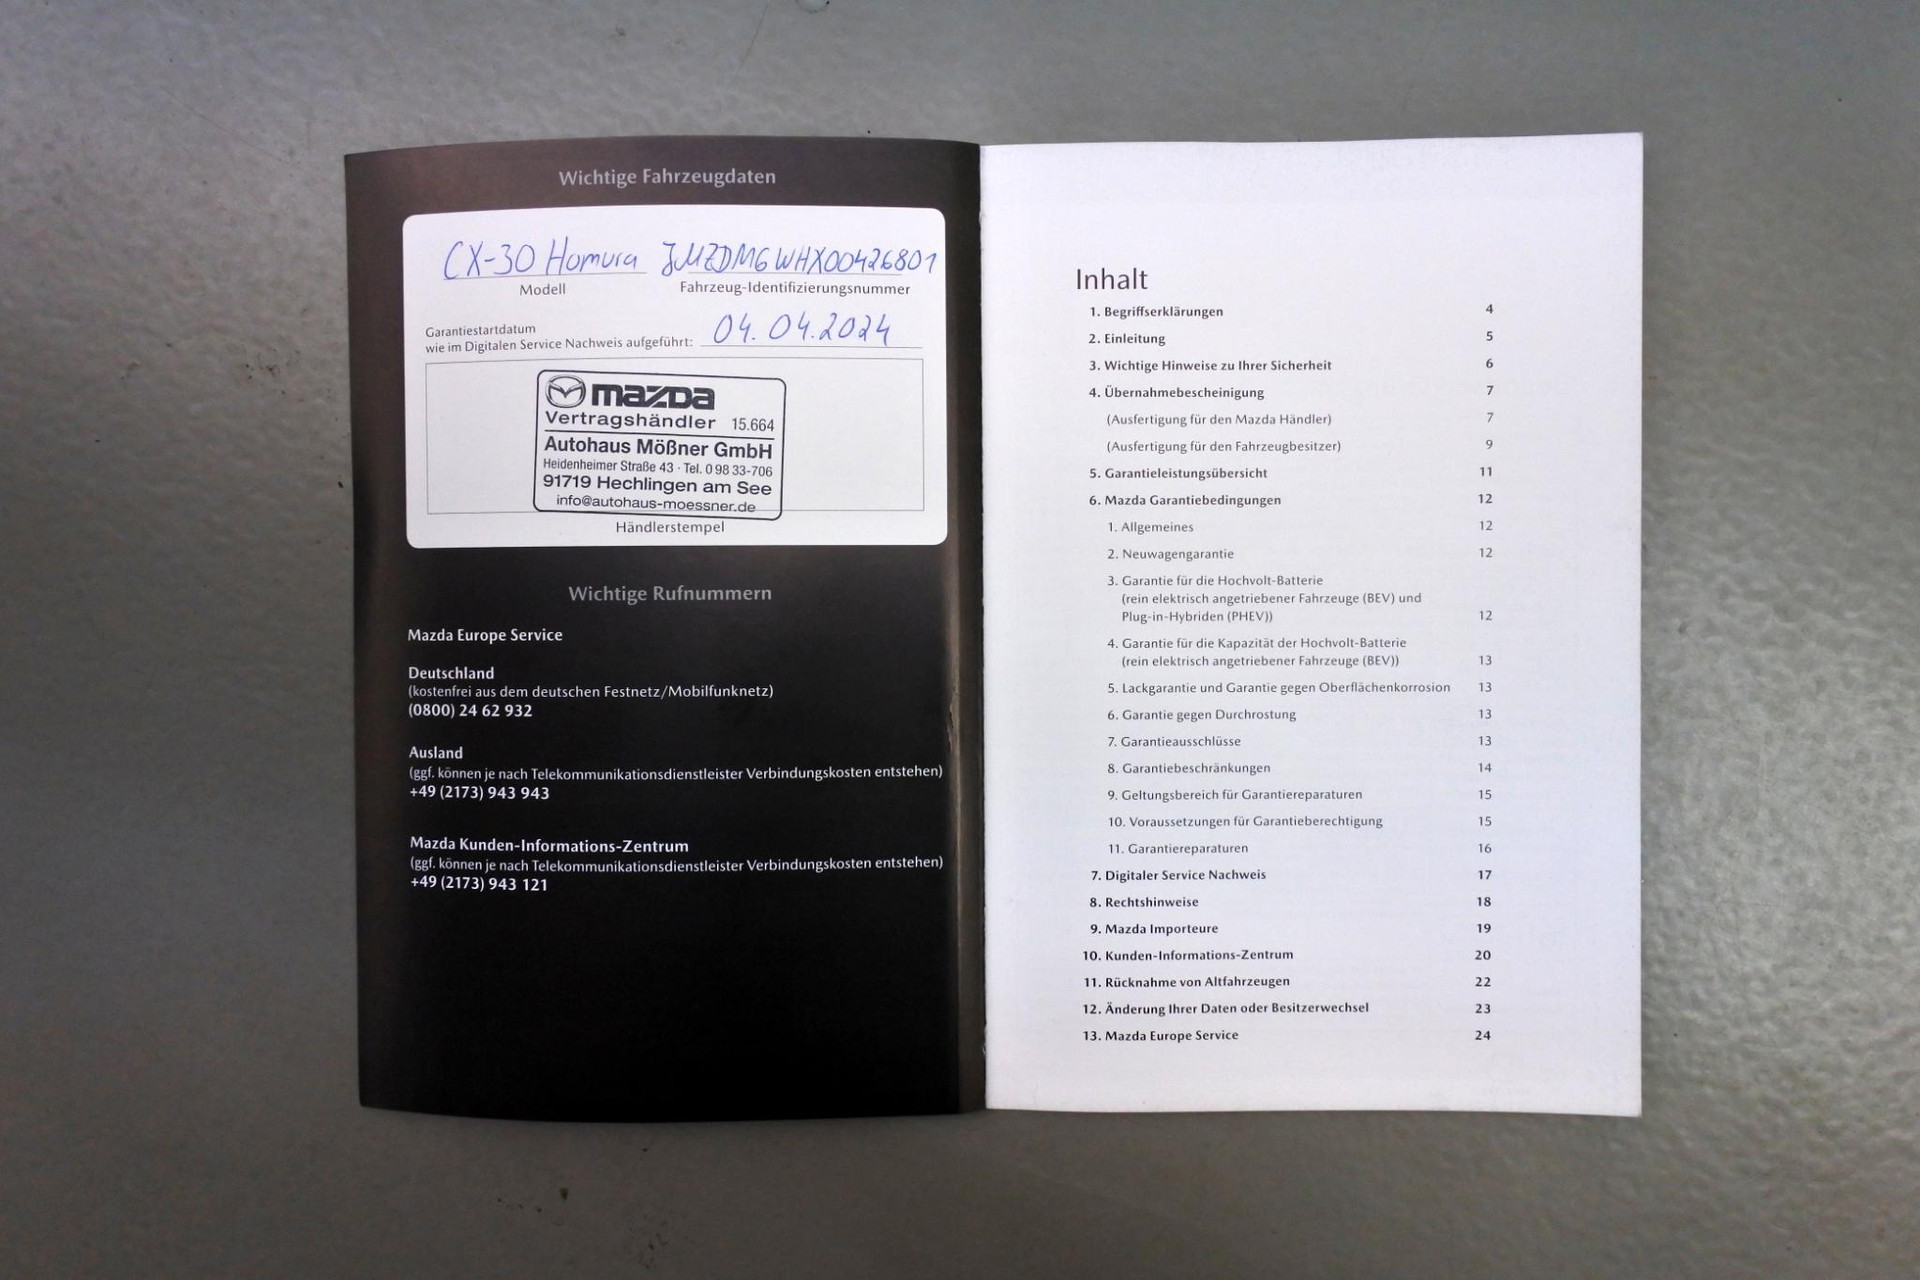 Wichtige Fahrzeugdaten
CX-30 Homura JMZDM6WHX00426801
Modell Fahrzeug-Identifizierungsnummer
Garantiestartdatum
wie im Digitalen Service Nachweis aufgeführt: 04.04.2024
mazda
Vertragshändler 15.664
Autohaus Mößner GmbH
Heidenheimer Straße 43 · Tel. 0 98 33-706
91719 Hechlingen am See
info@autohaus-moessner.de
Händlerstempel
Wichtige Rufnummern
Mazda Europe Service
Deutschland
(kostenfrei aus dem deutschen Festnetz/Mobilfunknetz)
(0800) 24 62 932
Ausland
(ggf. können je nach Telekommunikationsdienstleister Verbindungskosten entstehen)
+49 (2173) 943 943
Mazda Kunden-Informations-Zentrum
(ggf. können je nach Telekommunikationsdienstleister Verbindungskosten entstehen)
+49 (2173) 943 121
Inhalt
1. Begriffserklärungen 4
2. Einleitung 5
3. Wichtige Hinweise zu Ihrer Sicherheit 6
4. Übernahmebescheinigung 7
(Ausfertigung für den Mazda Händler) 7
(Ausfertigung für den Fahrzeugbesitzer) 9
5. Garantieleistungsübersicht 11
6. Mazda Garantiebedingungen 12
1. Allgemeines 12
2. Neuwagengarantie 12
3. Garantie für die Hochvolt-Batterie
(rein elektrisch angetriebener Fahrzeuge (BEV) und
Plug-in-Hybriden (PHEV)) 12
4. Garantie für die Kapazität der Hochvolt-Batterie
(rein elektrisch angetriebener Fahrzeuge (BEV)) 13
5. Lackgarantie und Garantie gegen Oberflächenkorrosion 13
6. Garantie gegen Durchrostung 13
7. Garantieausschlüsse 13
8. Garantiebeschränkungen 14
9. Geltungsbereich für Garantiereparaturen 15
10. Voraussetzungen für Garantieberechtigung 15
11. Garantiereparaturen 16
7. Digitaler Service Nachweis 17
8. Rechtshinweise 18
9. Mazda Importeure 19
10. Kunden-Informations-Zentrum 20
11. Rücknahme von Altfahrzeugen 22
12. Änderung Ihrer Daten oder Besitzerwechsel 23
13. Mazda Europe Service 24